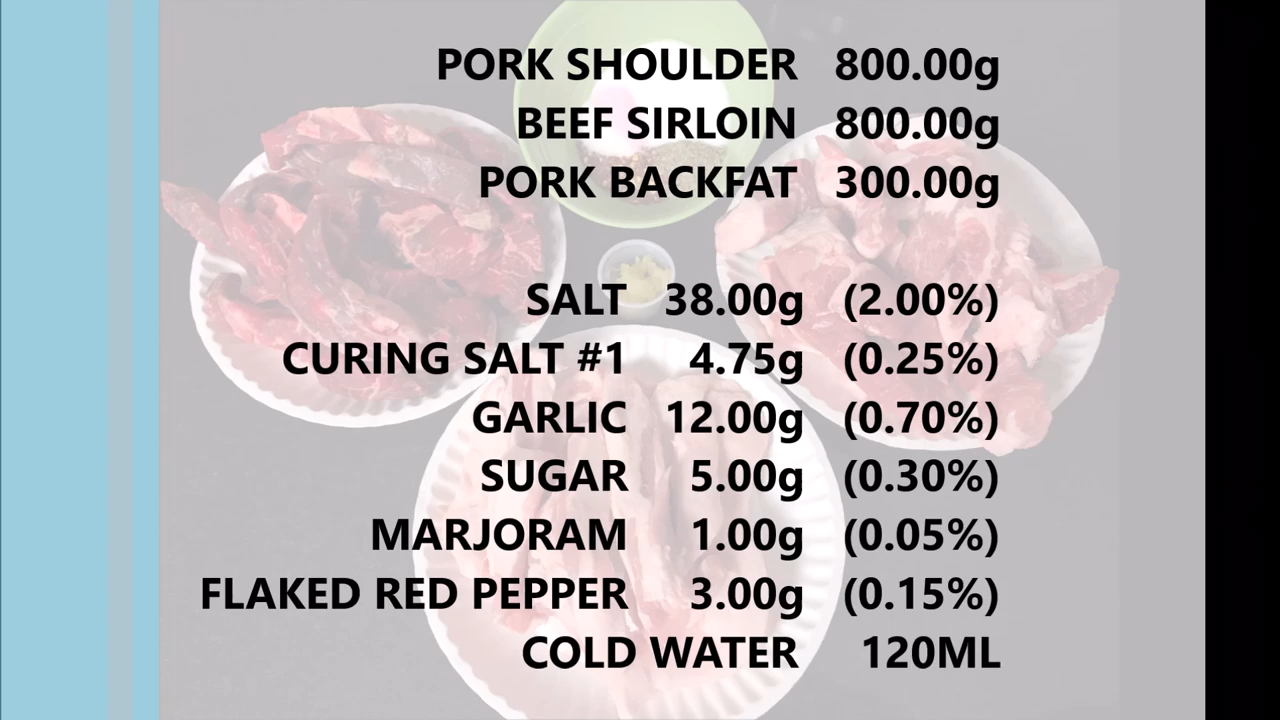 PORK SHOULDER 800.00g
BEEF SIRLOIN 800.00g
PORK BACKFAT 300.00g
SALT 38.00g (2.00%)
CURING SALT #1 4.75g (0.25%)
GARLIC 12.00g (0.70%)
SUGAR 5.00g (0.30%)
MARJORAM 1.00g (0.05%)
FLAKED RED PEPPER 3.00g (0.15%)
COLD WATER 120ML